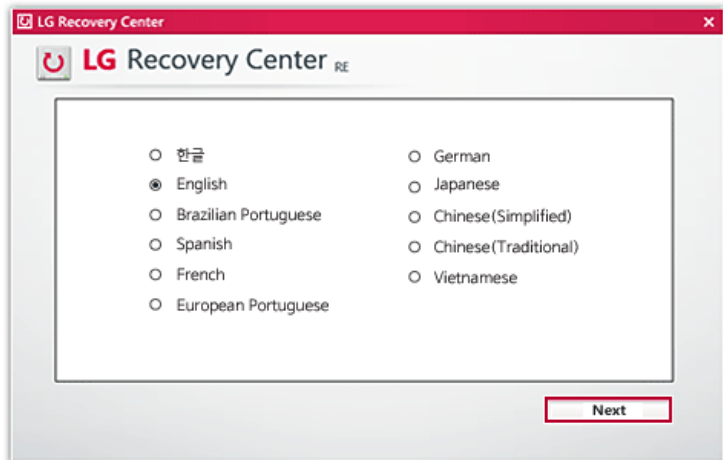 LG Recovery Center
LG Recovery Center RE
한글
English
Brazilian Portuguese
Spanish
French
European Portuguese
German
Japanese
Chinese(Simplified)
Chinese(Traditional)
Vietnamese
Next